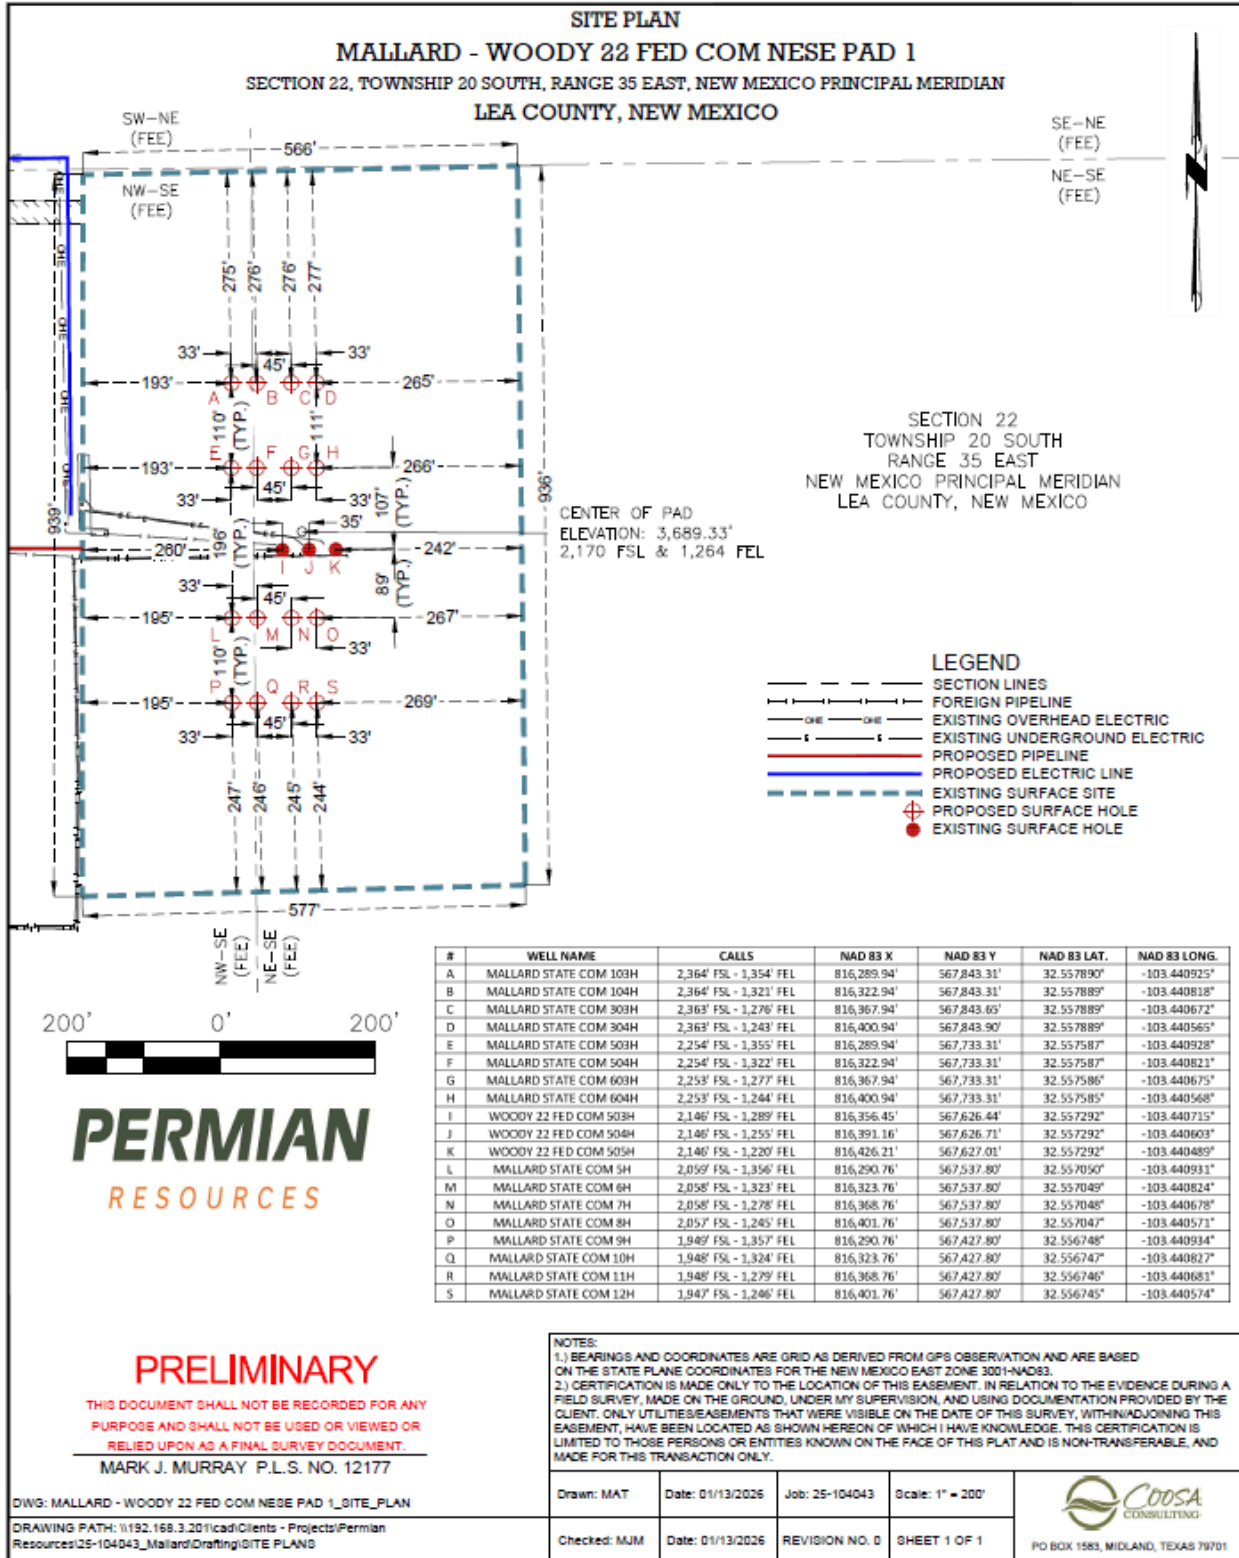 SITE PLAN
MALLARD - WOODY 22 FED COM NESE PAD 1
SECTION 22, TOWNSHIP 20 SOUTH, RANGE 35 EAST, NEW MEXICO PRINCIPAL MERIDIAN
LEA COUNTY, NEW MEXICO
SW-NE
(FEE)
SE-NE
(FEE)
566'
NW-SE
(FEE)
NE-SE
(FEE)
N
OHE
OHE
OHE
OHE
OHE
275'
276'
276'
277'
33'
45'
33'
193'
265'
A
B
C
D
110'
(TYP.)
111'
E
F
G
H
193'
266'
33'
45'
33'
107'
(TYP.)
939'
936'
196'
(TYP.)
35'
260'
242'
I
J
K
89'
(TYP.)
33'
45'
195'
267'
L
M
N
O
33'
110'
(TYP.)
P
Q
R
S
195'
269'
33'
45'
33'
247'
246'
245'
244'
577'
NW-SE
(FEE)
NE-SE
(FEE)
CENTER OF PAD
ELEVATION: 3,689.33'
2,170 FSL & 1,264 FEL
SECTION 22
TOWNSHIP 20 SOUTH
RANGE 35 EAST
NEW MEXICO PRINCIPAL MERIDIAN
LEA COUNTY, NEW MEXICO
LEGEND
SECTION LINES
FOREIGN PIPELINE
OHE OHE EXISTING OVERHEAD ELECTRIC
E E EXISTING UNDERGROUND ELECTRIC
PROPOSED PIPELINE
PROPOSED ELECTRIC LINE
EXISTING SURFACE SITE
PROPOSED SURFACE HOLE
EXISTING SURFACE HOLE
# WELL NAME CALLS NAD 83 X NAD 83 Y NAD 83 LAT. NAD 83 LONG.
A MALLARD STATE COM 103H 2,364' FSL - 1,354' FEL 816,289.94' 567,843.31' 32.557890° -103.440925°
B MALLARD STATE COM 104H 2,364' FSL - 1,321' FEL 816,322.94' 567,843.31' 32.557889° -103.440818°
C MALLARD STATE COM 303H 2,363' FSL - 1,276' FEL 816,367.94' 567,843.65' 32.557889° -103.440672°
D MALLARD STATE COM 304H 2,363' FSL - 1,243' FEL 816,400.94' 567,843.90' 32.557889° -103.440565°
E MALLARD STATE COM 503H 2,254' FSL - 1,355' FEL 816,289.94' 567,733.31' 32.557587° -103.440928°
F MALLARD STATE COM 504H 2,254' FSL - 1,322' FEL 816,322.94' 567,733.31' 32.557587° -103.440821°
G MALLARD STATE COM 603H 2,253' FSL - 1,277' FEL 816,367.94' 567,733.31' 32.557586° -103.440675°
H MALLARD STATE COM 604H 2,253' FSL - 1,244' FEL 816,400.94' 567,733.31' 32.557585° -103.440568°
I WOODY 22 FED COM 503H 2,146' FSL - 1,289' FEL 816,356.45' 567,626.44' 32.557292° -103.440715°
J WOODY 22 FED COM 504H 2,146' FSL - 1,255' FEL 816,391.16' 567,626.71' 32.557292° -103.440603°
K WOODY 22 FED COM 505H 2,146' FSL - 1,220' FEL 816,426.21' 567,627.01' 32.557292° -103.440489°
L MALLARD STATE COM 5H 2,059' FSL - 1,356' FEL 816,290.76' 567,537.80' 32.557050° -103.440931°
M MALLARD STATE COM 6H 2,058' FSL - 1,323' FEL 816,323.76' 567,537.80' 32.557049° -103.440824°
N MALLARD STATE COM 7H 2,058' FSL - 1,278' FEL 816,368.76' 567,537.80' 32.557048° -103.440678°
O MALLARD STATE COM 8H 2,057' FSL - 1,245' FEL 816,401.76' 567,537.80' 32.557047° -103.440571°
P MALLARD STATE COM 9H 1,949' FSL - 1,357' FEL 816,290.76' 567,427.80' 32.556748° -103.440934°
Q MALLARD STATE COM 10H 1,948' FSL - 1,324' FEL 816,323.76' 567,427.80' 32.556747° -103.440827°
R MALLARD STATE COM 11H 1,948' FSL - 1,279' FEL 816,368.76' 567,427.80' 32.556746° -103.440681°
S MALLARD STATE COM 12H 1,947' FSL - 1,246' FEL 816,401.76' 567,427.80' 32.556745° -103.440574°
200' 0' 200'
PERMIAN
RESOURCES
PRELIMINARY
THIS DOCUMENT SHALL NOT BE RECORDED FOR ANY
PURPOSE AND SHALL NOT BE USED OR VIEWED OR
RELIED UPON AS A FINAL SURVEY DOCUMENT.
MARK J. MURRAY P.L.S. NO. 12177
DWG: MALLARD - WOODY 22 FED COM NESE PAD 1_SITE_PLAN
DRAWING PATH: \\192.168.3.201\cad\Clients - Projects\Permian
Resources\25-104043_Mallard\Drafting\SITE PLANS
NOTES:
1.) BEARINGS AND COORDINATES ARE GRID AS DERIVED FROM GPS OBSERVATION AND ARE BASED
ON THE STATE PLANE COORDINATES FOR THE NEW MEXICO EAST ZONE 3001-NAD83.
2.) CERTIFICATION IS MADE ONLY TO THE LOCATION OF THIS EASEMENT. IN RELATION TO THE EVIDENCE DURING A
FIELD SURVEY, MADE ON THE GROUND, UNDER MY SUPERVISION, AND USING DOCUMENTATION PROVIDED BY THE
CLIENT. ONLY UTILITIES/EASEMENTS THAT WERE VISIBLE ON THE DATE OF THIS SURVEY, WITHIN/ADJOINING THIS
EASEMENT, HAVE BEEN LOCATED AS SHOWN HEREON OF WHICH I HAVE KNOWLEDGE. THIS CERTIFICATION IS
LIMITED TO THOSE PERSONS OR ENTITIES KNOWN ON THE FACE OF THIS PLAT AND IS NON-TRANSFERABLE, AND
MADE FOR THIS TRANSACTION ONLY.
Drawn: MAT Date: 01/13/2026 Job: 25-104043 Scale: 1" = 200'
Checked: MJM Date: 01/13/2026 REVISION NO. 0 SHEET 1 OF 1
COOSA
CONSULTING
PO BOX 1583, MIDLAND, TEXAS 79701